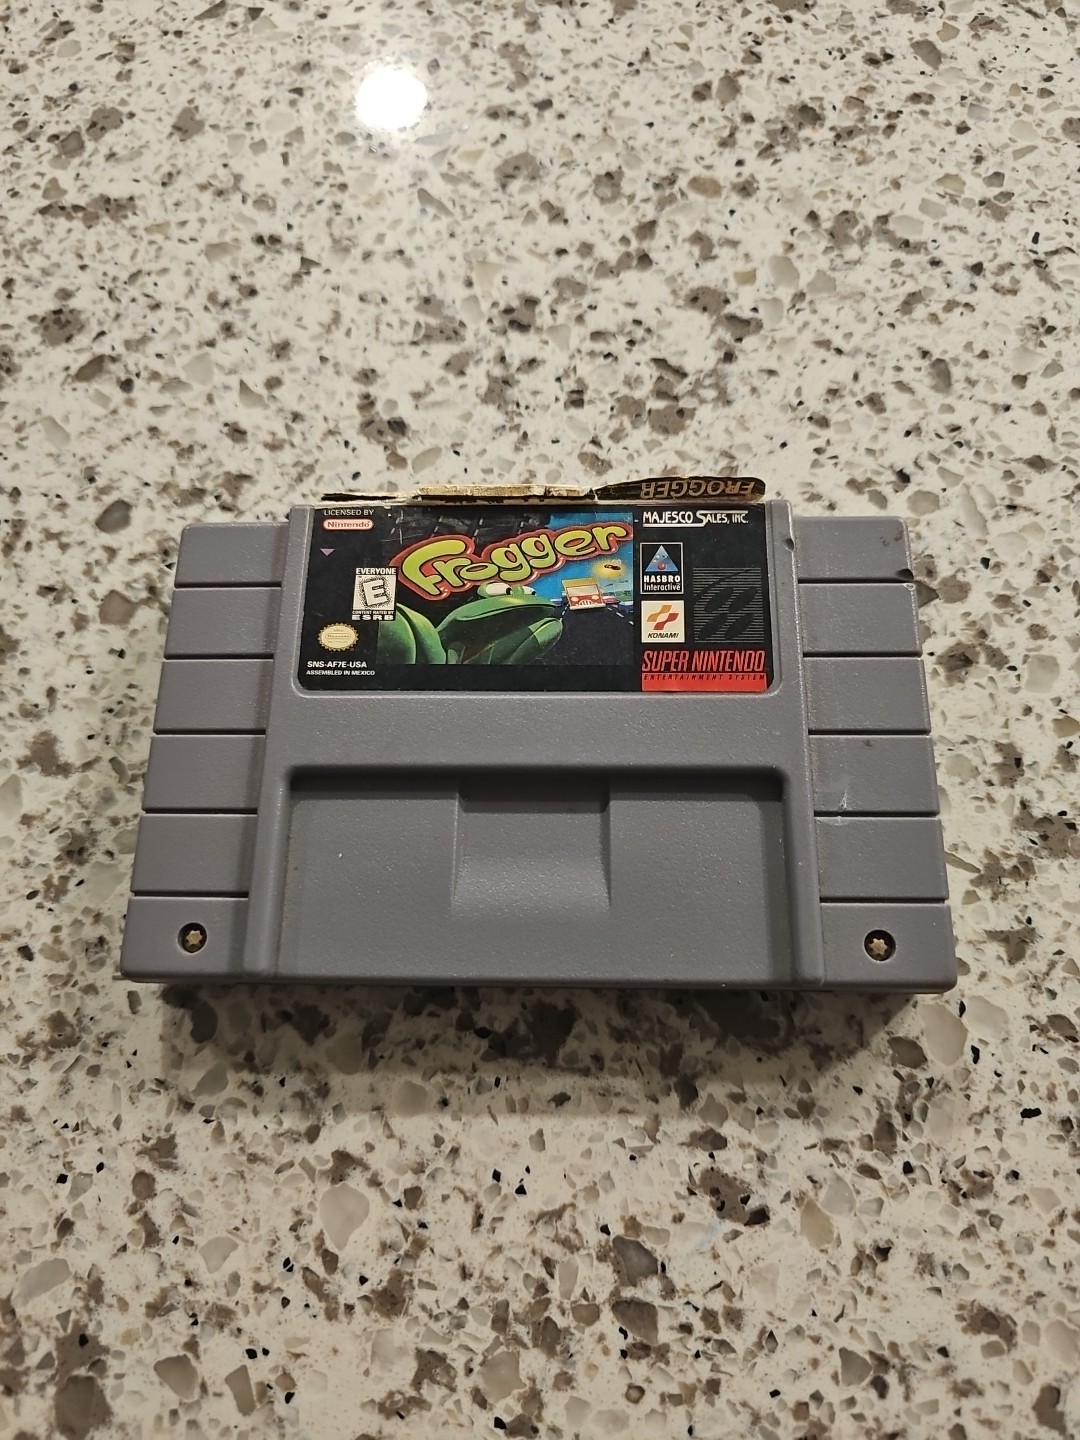 FROGGER
LICENSED BY
Nintendo
MAJESCO SALES, INC.
Frogger
EVERYONE
E
CONTENT RATED BY
ESRB
HASBRO
Interactive
KONAMI
SNS-AF7E-USA
ASSEMBLED IN MEXICO
SUPER NINTENDO
ENTERTAINMENT SYSTEM